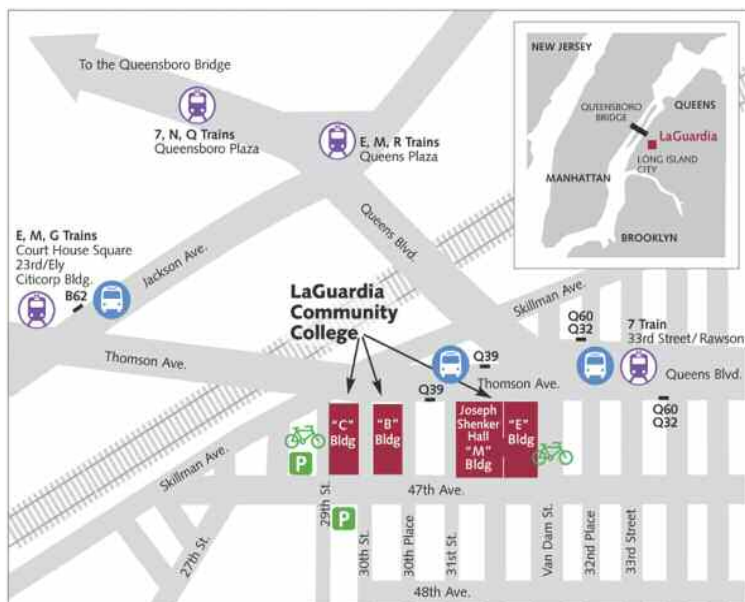 To the Queensboro Bridge
7, N, Q Trains
Queensboro Plaza
E, M, R Trains
Queens Plaza
NEW JERSEY
QUEENSBORO
BRIDGE
QUEENS
LaGuardia
LONG ISLAND
CITY
MANHATTAN
BROOKLYN
E, M, G Trains
Court House Square
23rd/Ely
Citicorp Bldg.
B62
Jackson Ave.
Queens Blvd.
Skillman Ave.
LaGuardia
Community
College
Thomson Ave.
Q39
Q39
Thomson Ave.
Q60
Q32
7 Train
33rd Street/Rawson
Queens Blvd.
Q60
Q32
"C"
Bldg
"B"
Bldg
Joseph
Shenker
Hall
"M"
Bldg
"E"
Bldg
P
Skillman Ave.
47th Ave.
P
27th St.
29th St.
30th St.
30th Place
31st St.
Van Dam St.
32nd Place
33rd Street
48th Ave.